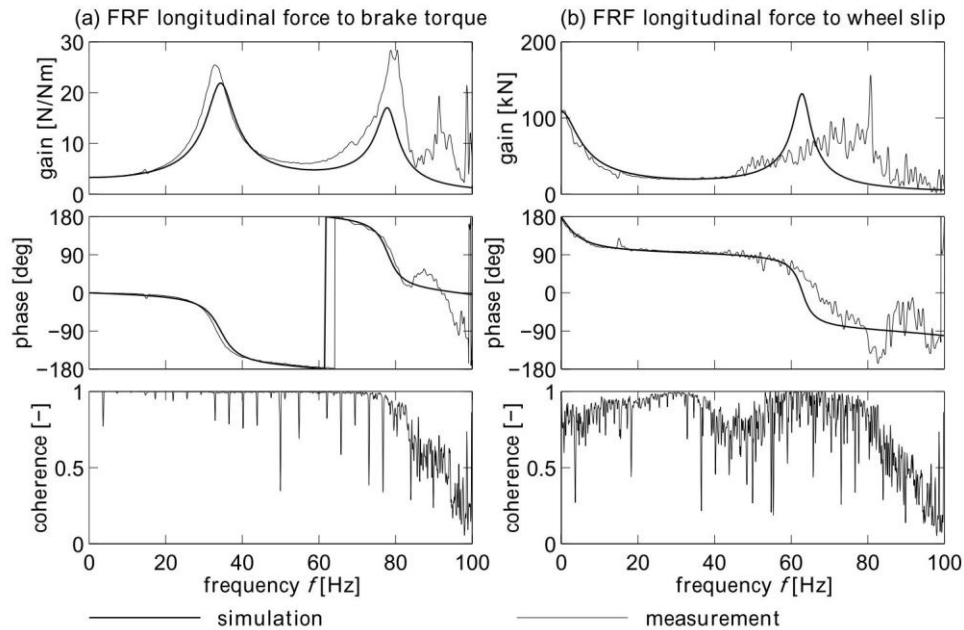 (a) FRF longitudinal force to brake torque
(b) FRF longitudinal force to wheel slip
30
20
10
0
gain [N/Nm]
200
100
0
gain [kN]
180
90
0
−90
−180
phase [deg]
180
90
0
−90
−180
phase [deg]
1
0.5
0
coherence [−]
1
0.5
0
coherence [−]
0 20 40 60 80 100
0 20 40 60 80 100
frequency f [Hz]
frequency f [Hz]
simulation
measurement